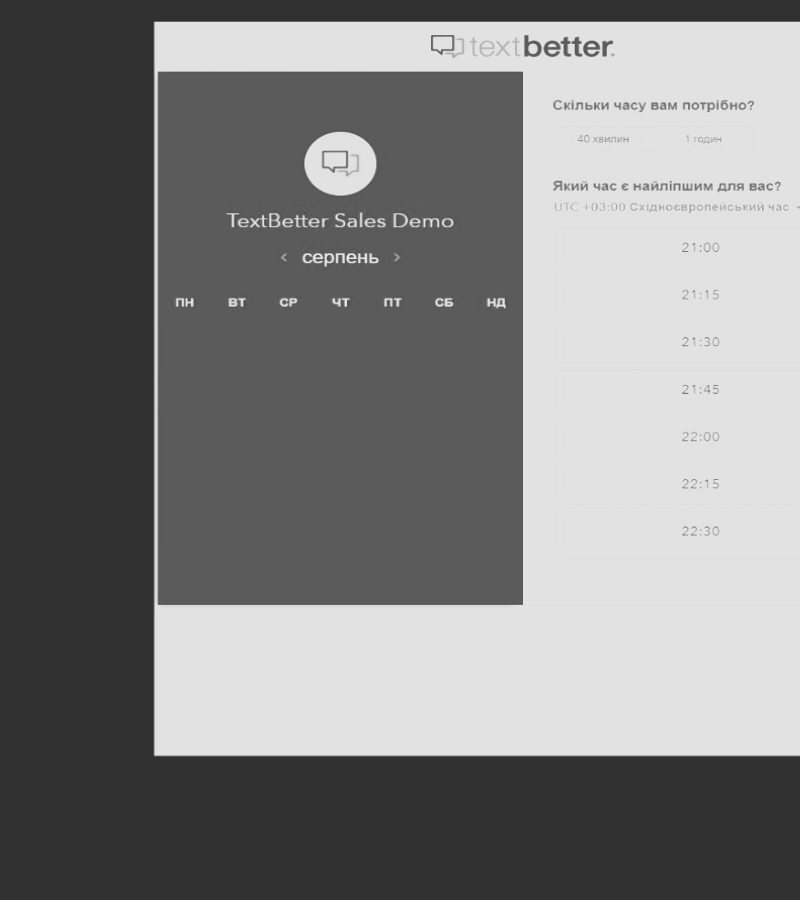 textbetter.
TextBetter Sales Demo
< серпень >
ПН ВТ СР ЧТ ПТ СБ НД
Скільки часу вам потрібно?
40 хвилин 1 годин
Який час є найліпшим для вас?
UTC +03:00 Східноєвропейський час
21:00
21:15
21:30
21:45
22:00
22:15
22:30